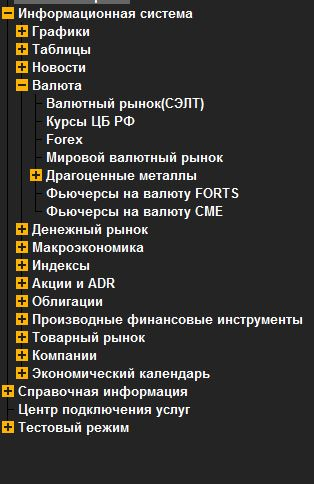 Информационная система
Графики
Таблицы
Новости
Валюта
Валютный рынок(СЭЛТ)
Курсы ЦБ РФ
Forex
Мировой валютный рынок
Драгоценные металлы
Фьючерсы на валюту FORTS
Фьючерсы на валюту CME
Денежный рынок
Макроэкономика
Индексы
Акции и ADR
Облигации
Производные финансовые инструменты
Товарный рынок
Компании
Экономический календарь
Справочная информация
Центр подключения услуг
Тестовый режим